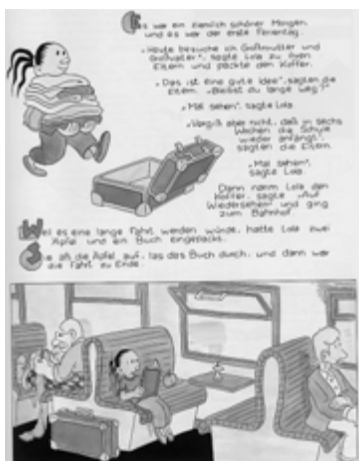 Es war ein ziemlich schöner Morgen
und es war der erste Ferientag.
„Heute besuche ich Großmutter und
Großvater", sagte Lola zu ihren
Eltern und packte den Koffer.
„Das ist eine gute Idee", sagten die
Eltern. „Bleibst du lange weg?"
„Mal sehen", sagte Lola.
„Vergiß aber nicht, daß in sechs
Wochen die Schule
wieder anfängt",
sagten die Eltern.
„Mal sehen",
sagte Lola.
Dann nahm Lola den
Koffer, sagte „Auf
Wiedersehen" und ging
zum Bahnhof.
Weil es eine lange Fahrt werden würde, hatte Lola zwei
Äpfel und ein Buch eingepackt.
Sie aß die Äpfel auf, las das Buch durch, und dann war
die Fahrt zu Ende.